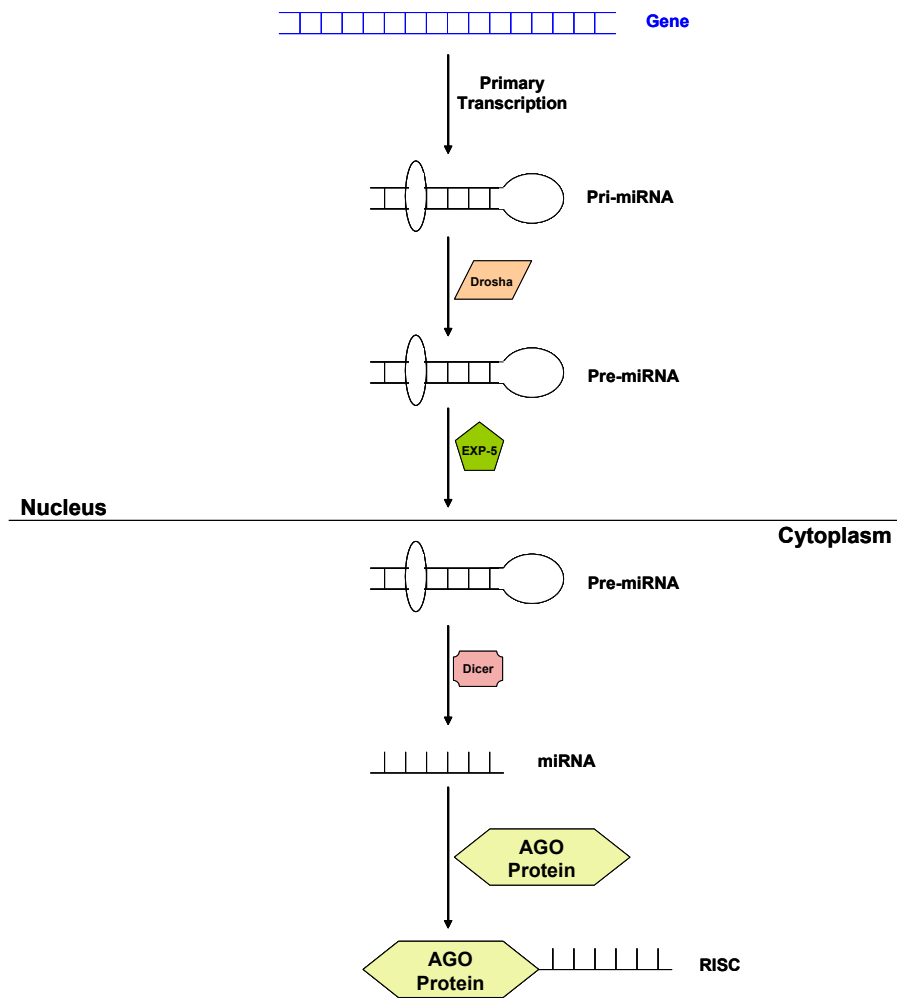 Gene
Primary
Transcription
Pri-miRNA
Drosha
Pre-miRNA
EXP-5
Nucleus
Cytoplasm
Pre-miRNA
Dicer
miRNA
AGO
Protein
AGO
Protein
RISC